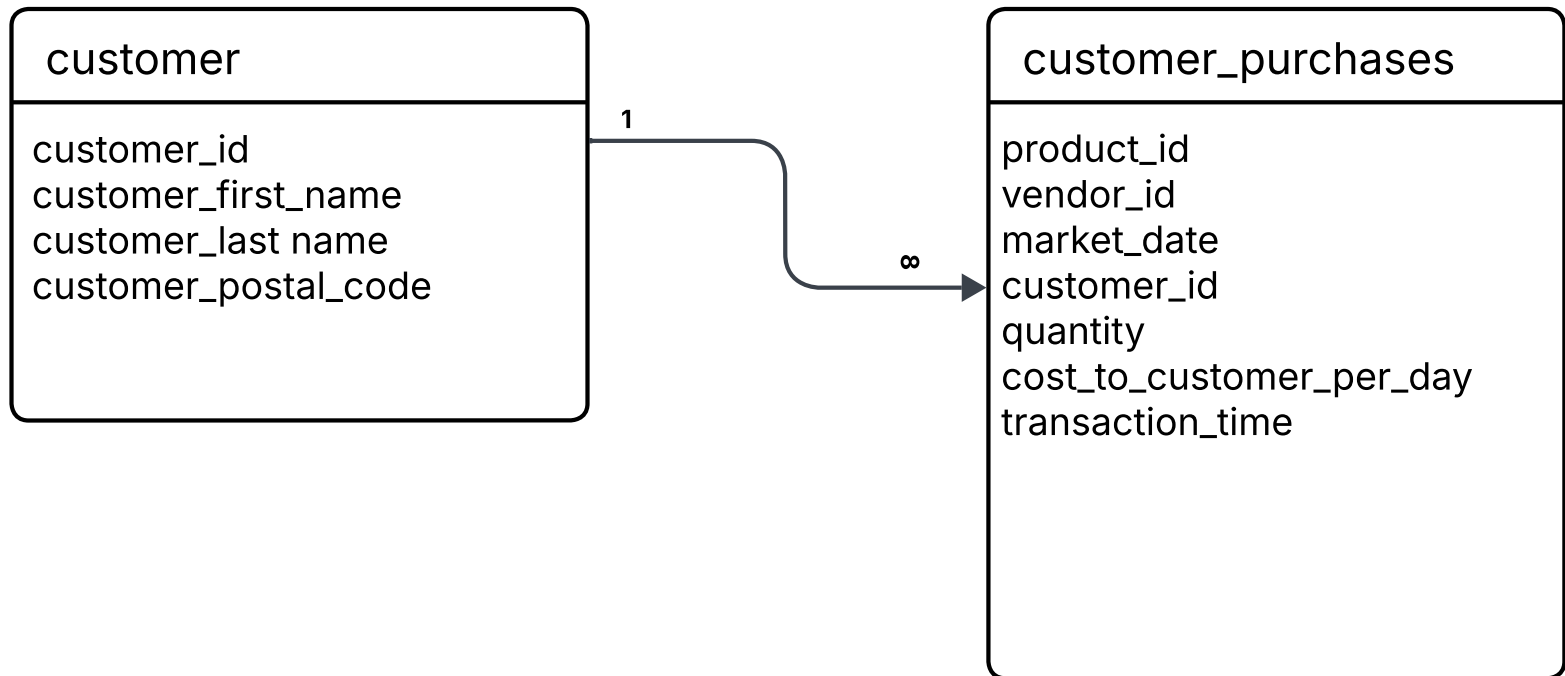 customer
customer_id
customer_first_name
customer_last name
customer_postal_code
1
∞
customer_purchases
product_id
vendor_id
market_date
customer_id
quantity
cost_to_customer_per_day
transaction_time